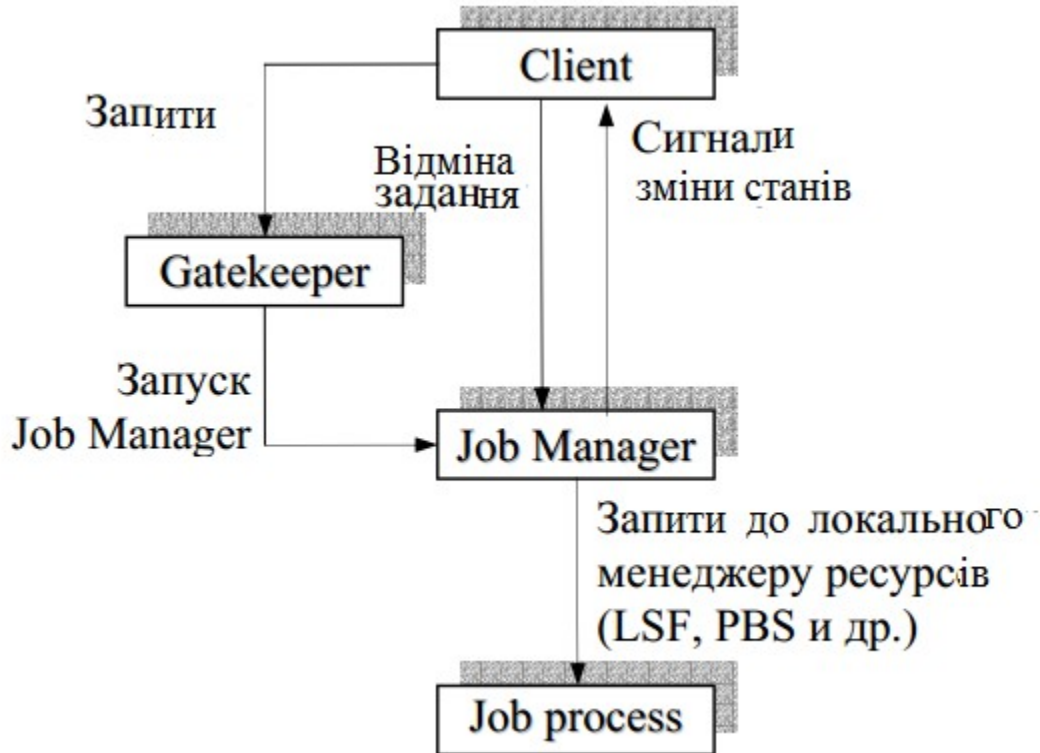 Client
Запити
Відміна
задання
Сигнали
зміни станів
Gatekeeper
Запуск
Job Manager
Job Manager
Запити до локального
менеджеру ресурсів
(LSF, PBS и др.)
Job process